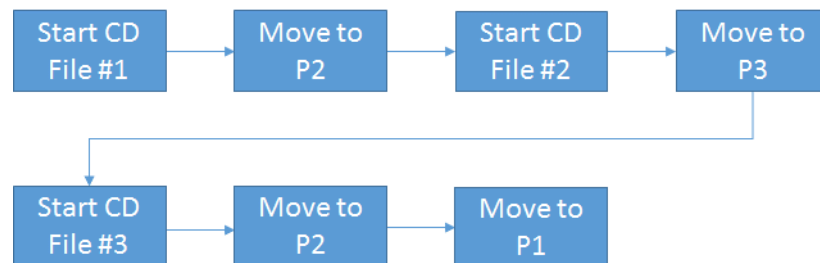 Start CD
File #1
Move to
P2
Start CD
File #2
Move to
P3
Start CD
File #3
Move to
P2
Move to
P1